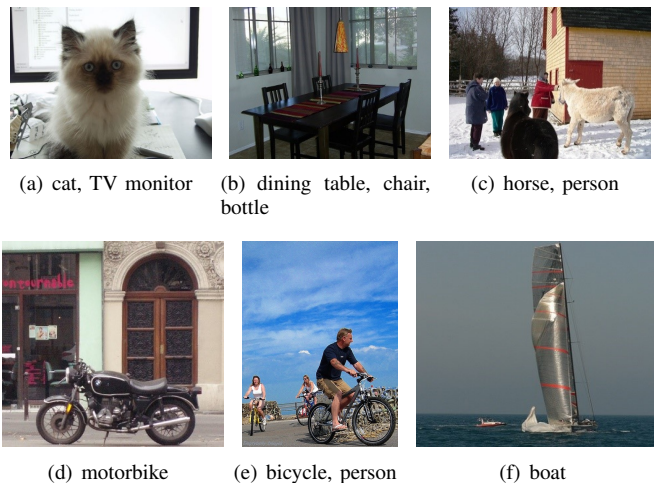 (a) cat, TV monitor
(b) dining table, chair,
bottle
(c) horse, person
(d) motorbike
(e) bicycle, person
(f) boat